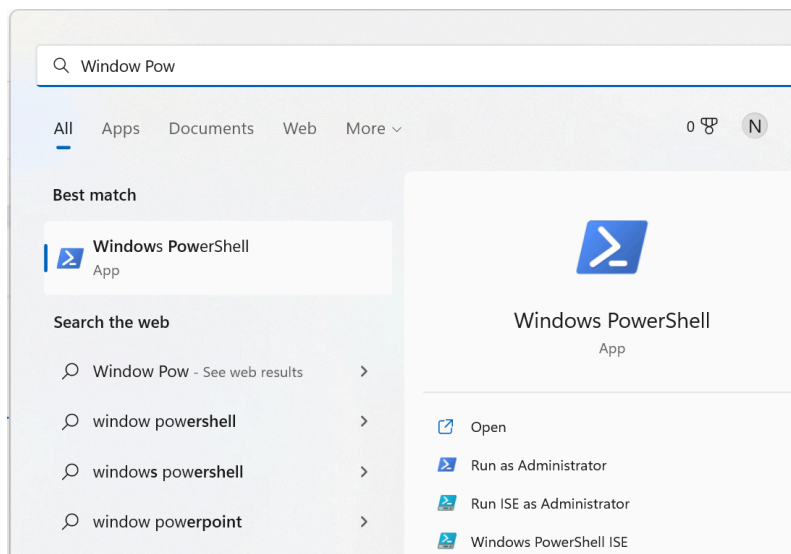 Window Pow
All Apps Documents Web More
0 N
Best match
Windows PowerShell
App
Search the web
Window Pow - See web results
window powershell
windows powershell
window powerpoint
Windows PowerShell
App
Open
Run as Administrator
Run ISE as Administrator
Windows PowerShell ISE